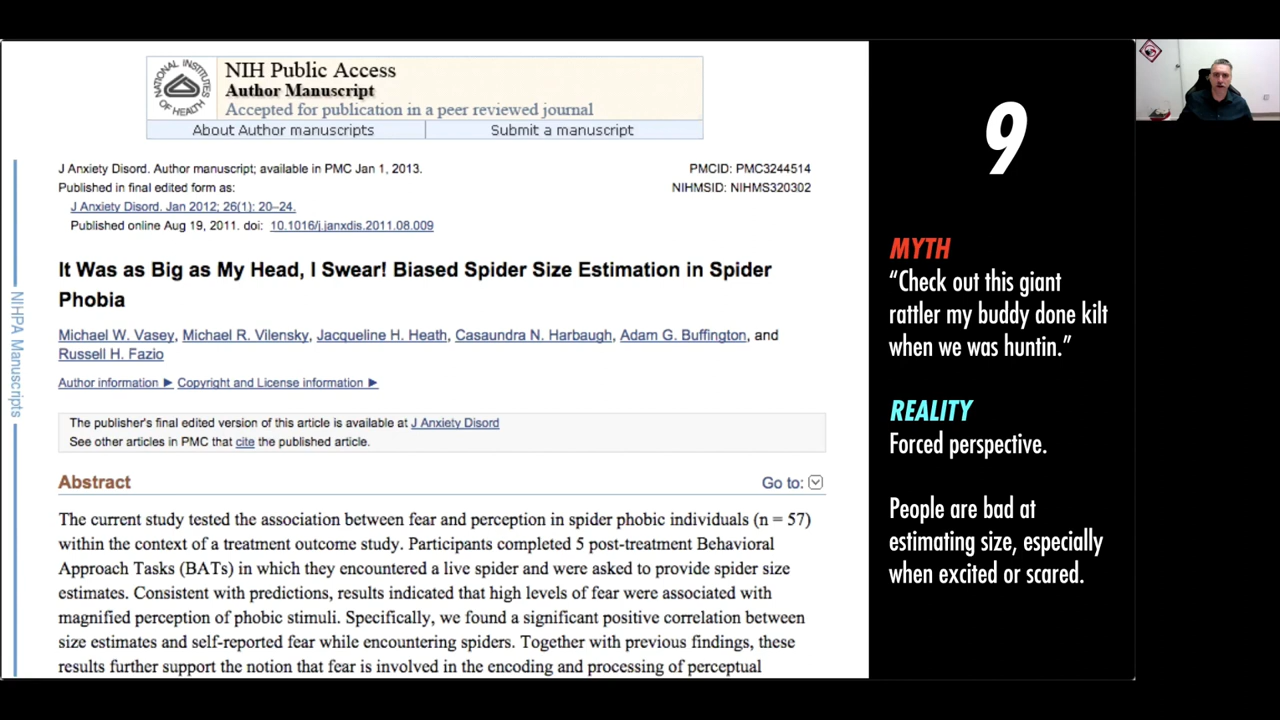 NIH Public Access
Author Manuscript
Accepted for publication in a peer reviewed journal
About Author manuscripts
Submit a manuscript
NATIONAL INSTITUTES OF HEALTH
J Anxiety Disord. Author manuscript; available in PMC Jan 1, 2013.
Published in final edited form as:
J Anxiety Disord. Jan 2012; 26(1): 20–24.
Published online Aug 19, 2011. doi: 10.1016/j.janxdis.2011.08.009
PMCID: PMC3244514
NIHMSID: NIHMS320302
It Was as Big as My Head, I Swear! Biased Spider Size Estimation in Spider
Phobia
Michael W. Vasey, Michael R. Vilensky, Jacqueline H. Heath, Casaundra N. Harbaugh, Adam G. Buffington, and
Russell H. Fazio
Author information ▶ Copyright and License information ▶
The publisher's final edited version of this article is available at J Anxiety Disord
See other articles in PMC that cite the published article.
Abstract
Go to:
The current study tested the association between fear and perception in spider phobic individuals (n = 57)
within the context of a treatment outcome study. Participants completed 5 post-treatment Behavioral
Approach Tasks (BATs) in which they encountered a live spider and were asked to provide spider size
estimates. Consistent with predictions, results indicated that high levels of fear were associated with
magnified perception of phobic stimuli. Specifically, we found a significant positive correlation between
size estimates and self-reported fear while encountering spiders. Together with previous findings, these
results further support the notion that fear is involved in the encoding and processing of perceptual
NIHPA Manuscripts
9
MYTH
“Check out this giant
rattler my buddy done kilt
when we was huntin.”
REALITY
Forced perspective.
People are bad at
estimating size, especially
when excited or scared.